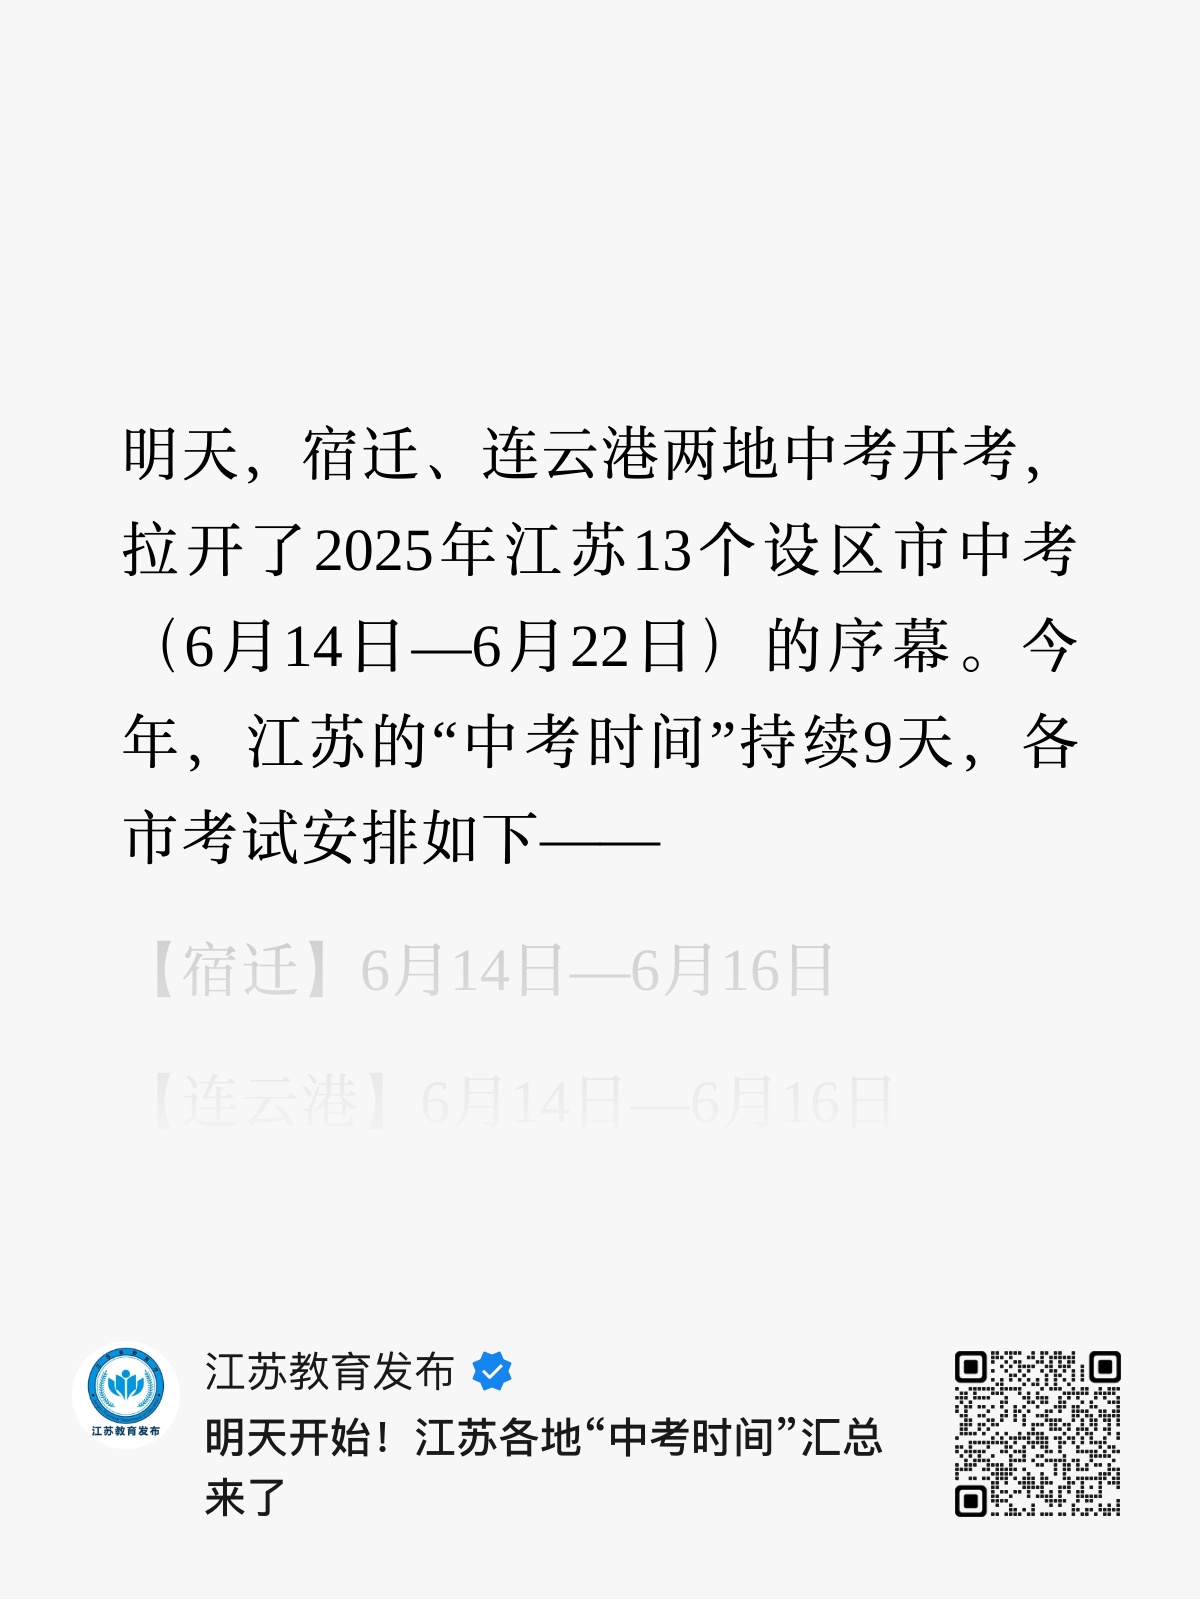 明天，宿迁、连云港两地中考开考，
拉开了2025年江苏13个设区市中考
（6月14日—6月22日）的序幕。今
年，江苏的“中考时间”持续9天，各
市考试安排如下——
【宿迁】6月14日—6月16日
【连云港】6月14日—6月16日
江苏教育发布
江苏教育发布
明天开始！江苏各地“中考时间”汇总
来了